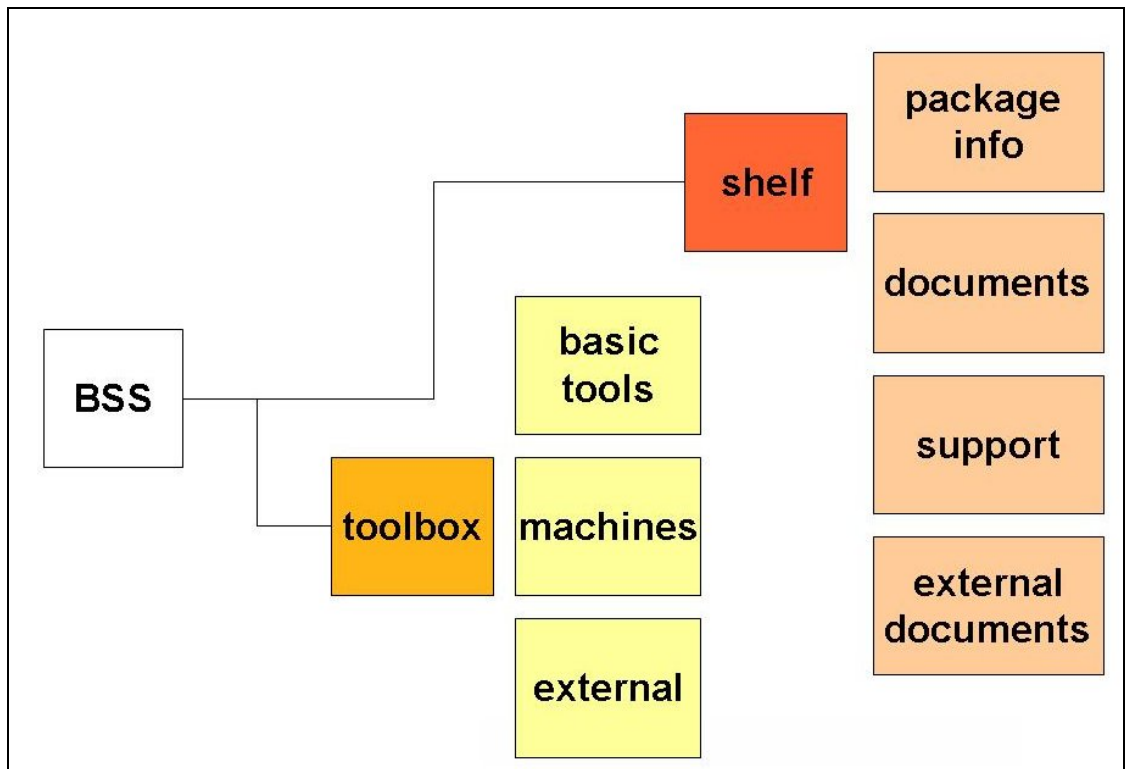 BSS
toolbox
basic
tools
machines
external
shelf
package
info
documents
support
external
documents